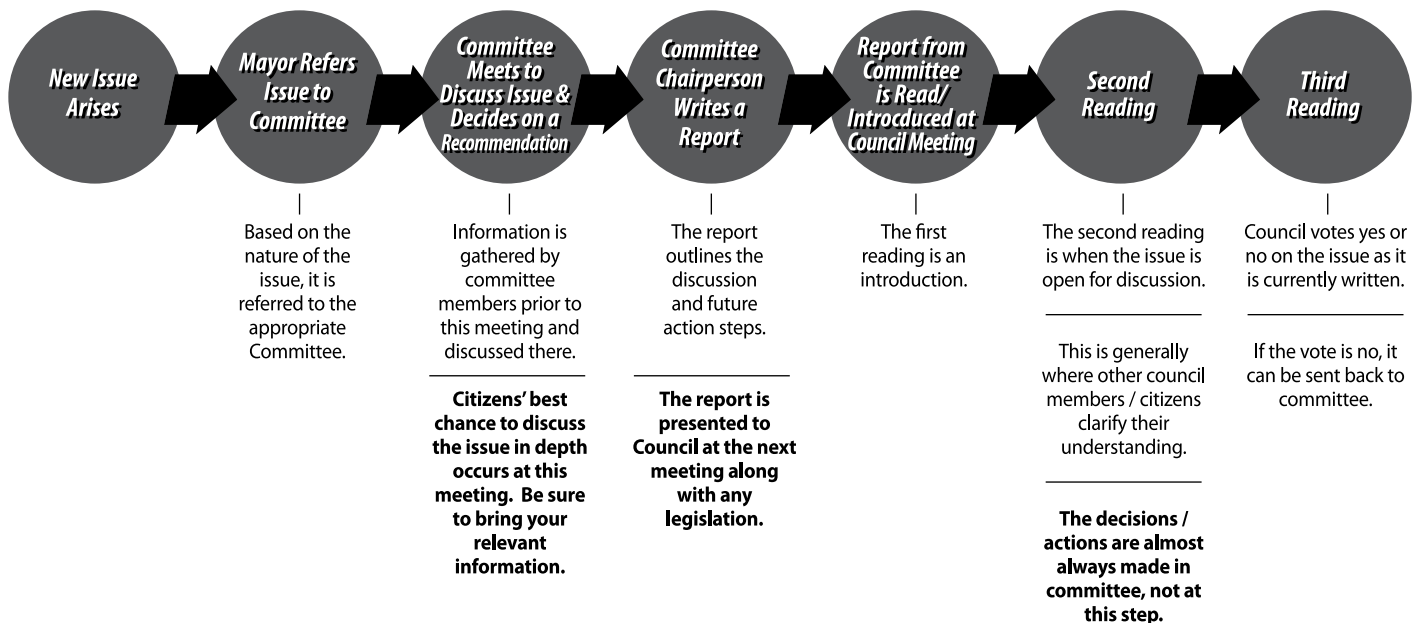 New Issue
Arises
Mayor Refers
Issue to
Committee
Committee
Meets to
Discuss Issue &
Decides on a
Recommendation
Committee
Chairperson
Writes a
Report
Report from
Committee
is Read/
Introcduced at
Council Meeting
Second
Reading
Third
Reading
Based on the
nature of the
issue, it is
referred to the
appropriate
Committee.
Information is
gathered by
committee
members prior to
this meeting and
discussed there.
Citizens' best
chance to discuss
the issue in depth
occurs at this
meeting. Be sure
to bring your
relevant
information.
The report
outlines the
discussion
and future
action steps.
The report is
presented to
Council at the next
meeting along
with any
legislation.
The first
reading is an
introduction.
The second reading
is when the issue is
open for discussion.
This is generally
where other council
members / citizens
clarify their
understanding.
The decisions /
actions are almost
always made in
committee, not at
this step.
Council votes yes or
no on the issue as it
is currently written.
If the vote is no, it
can be sent back to
committee.